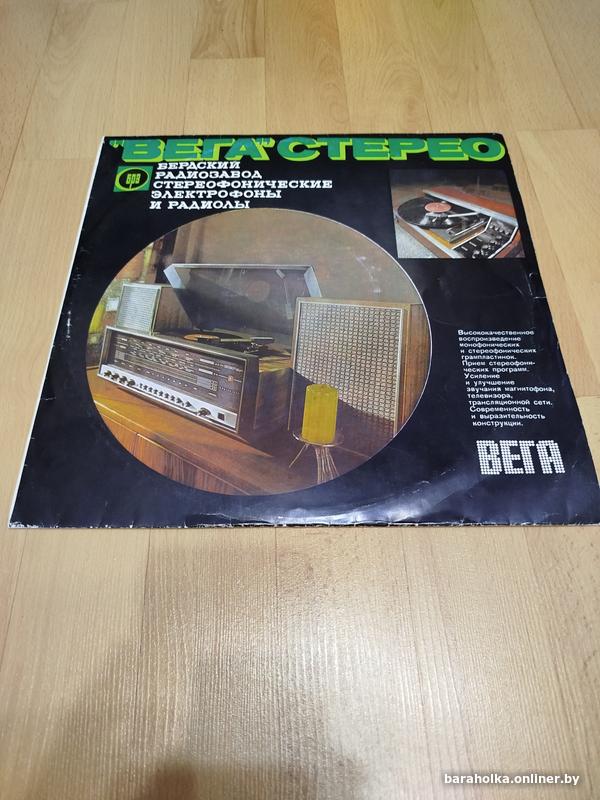 "ВЕГА" СТЕРЕО
БРЗ
БЕРДСКИЙ
РАДИОЗАВОД
СТЕРЕОФОНИЧЕСКИЕ
ЭЛЕКТРОФОНЫ
И РАДИОЛЫ
Высококачественное
воспроизведение
монофонических
и стереофонических
грампластинок.
Прием стереофони-
ческих программ.
Усиление
и улучшение
звучания магнитофона,
телевизора,
трансляционной сети.
Современность
и выразительность
конструкции.
ВЕГА
baraholka.onliner.by